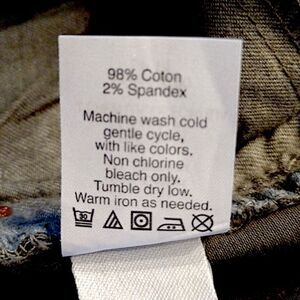 98% Coton
2% Spandex
Machine wash cold
gentle cycle,
with like colors.
Non chlorine
bleach only.
Tumble dry low.
Warm iron as needed.
30